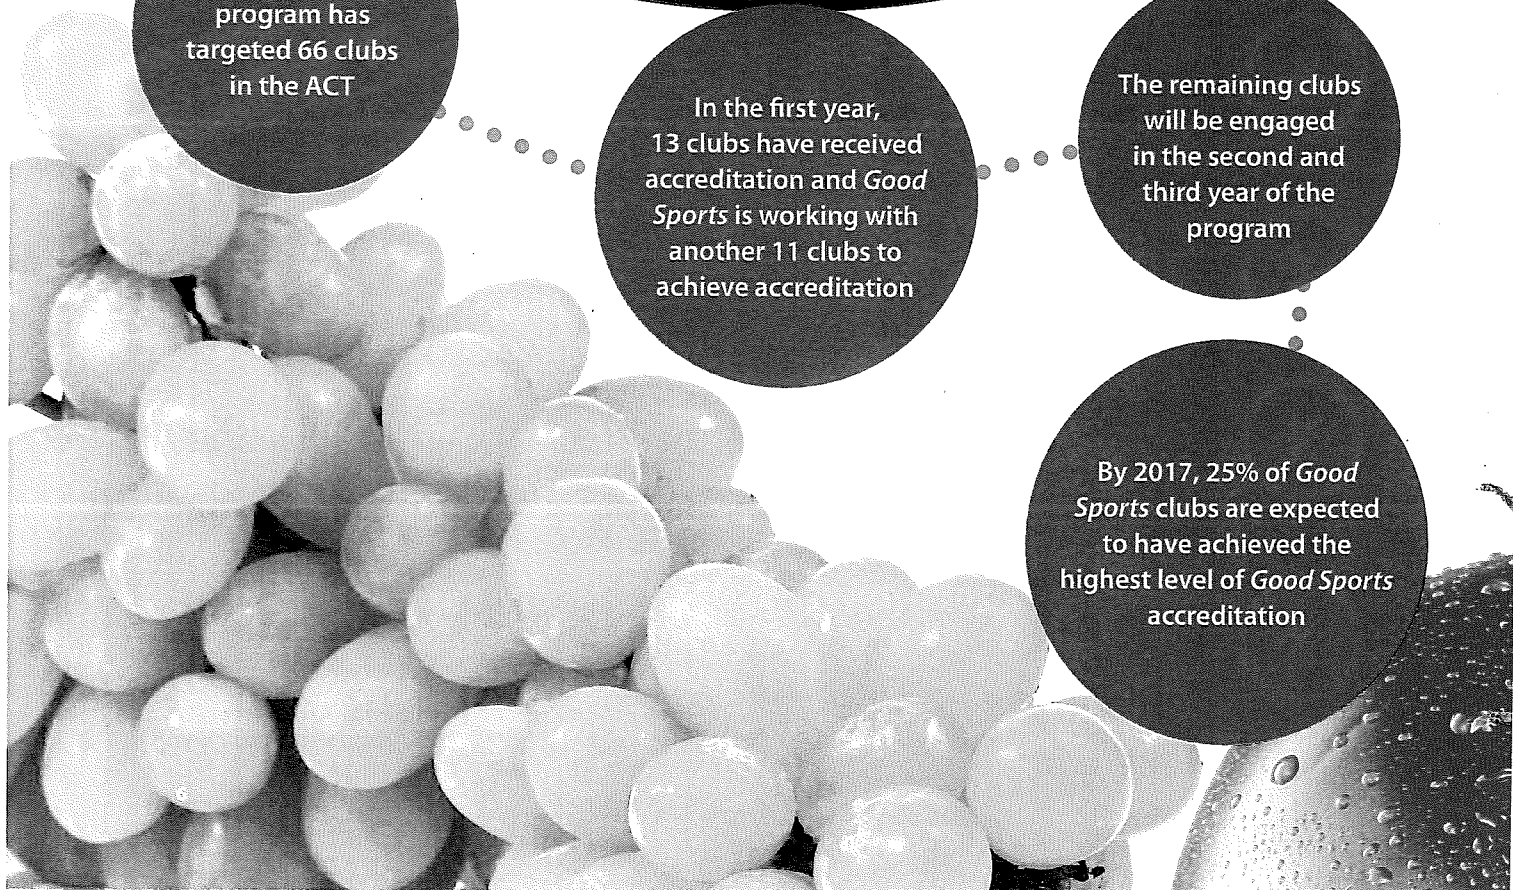 program has
targeted 66 clubs
in the ACT
In the first year,
13 clubs have received
accreditation and Good
Sports is working with
another 11 clubs to
achieve accreditation
The remaining clubs
will be engaged
in the second and
third year of the
program
By 2017, 25% of Good
Sports clubs are expected
to have achieved the
highest level of Good Sports
accreditation